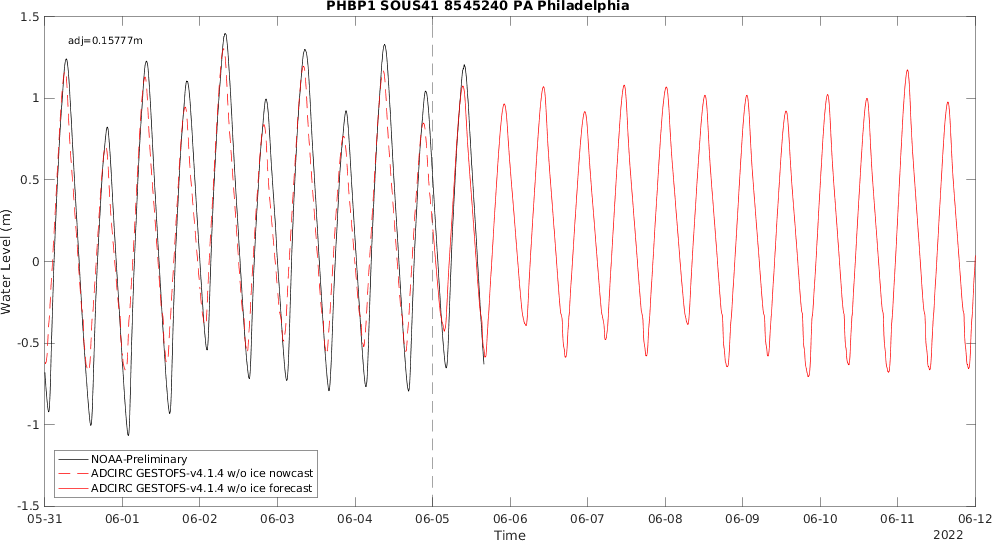 PHBP1 SOUS41 8545240 PA Philadelphia
adj=0.15777m
1.5
1
0.5
0
-0.5
-1
-1.5
Water Level (m)
NOAA-Preliminary
ADCIRC GESTOFS-v4.1.4 w/o ice nowcast
ADCIRC GESTOFS-v4.1.4 w/o ice forecast
05-31 06-01 06-02 06-03 06-04 06-05 06-06 06-07 06-08 06-09 06-10 06-11 06-12
Time
2022